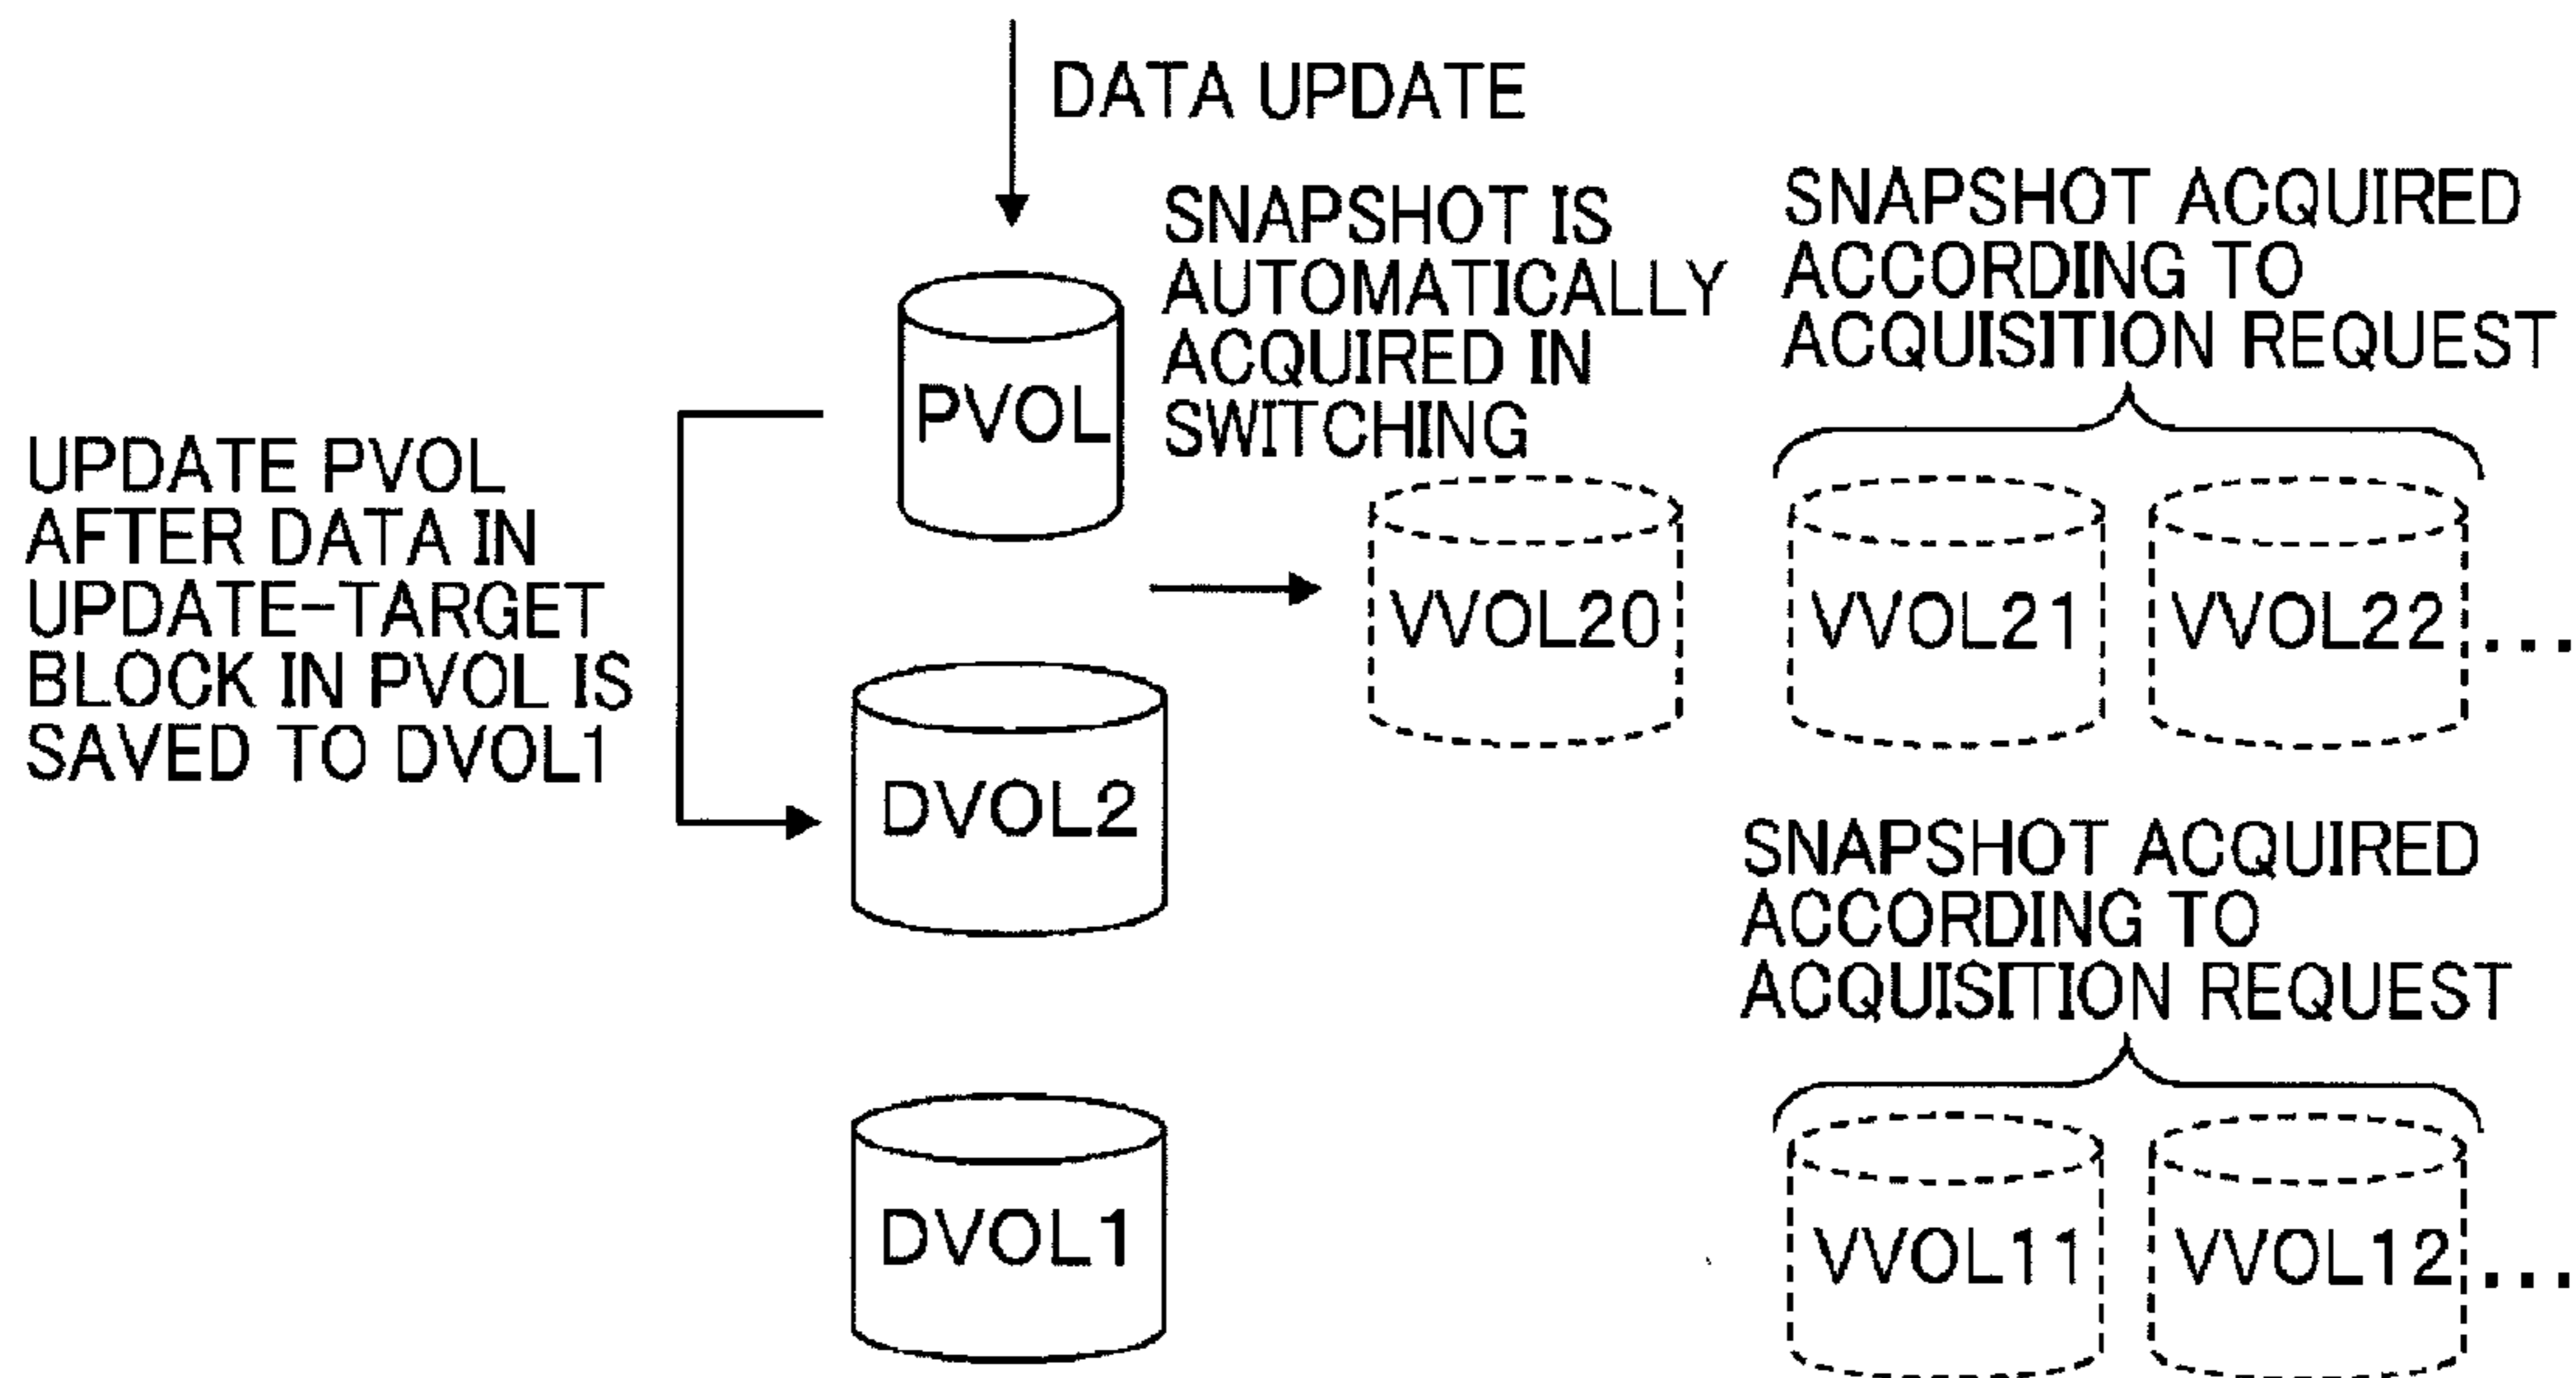 DATA UPDATE
SNAPSHOT IS
AUTOMATICALLY
ACQUIRED IN
SWITCHING
SNAPSHOT ACQUIRED
ACCORDING TO
ACQUISITION REQUEST
PVOL
UPDATE PVOL
AFTER DATA IN
UPDATE-TARGET
BLOCK IN PVOL IS
SAVED TO DVOL1
VVOL20
VVOL21
VVOL22
...
DVOL2
SNAPSHOT ACQUIRED
ACCORDING TO
ACQUISITION REQUEST
DVOL1
VVOL11
VVOL12
...